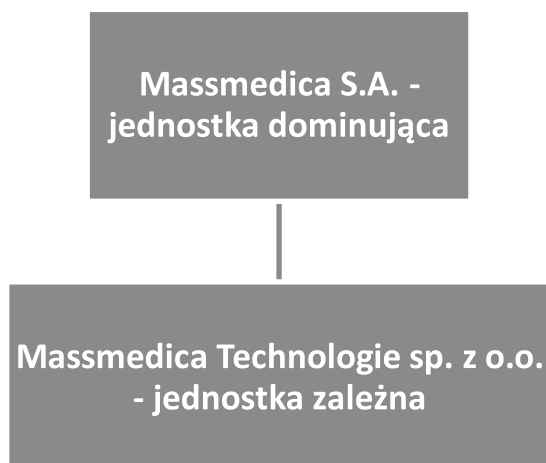 Massmedica S.A. -
jednostka dominująca
Massmedica Technologie sp. z o.o.
- jednostka zależna